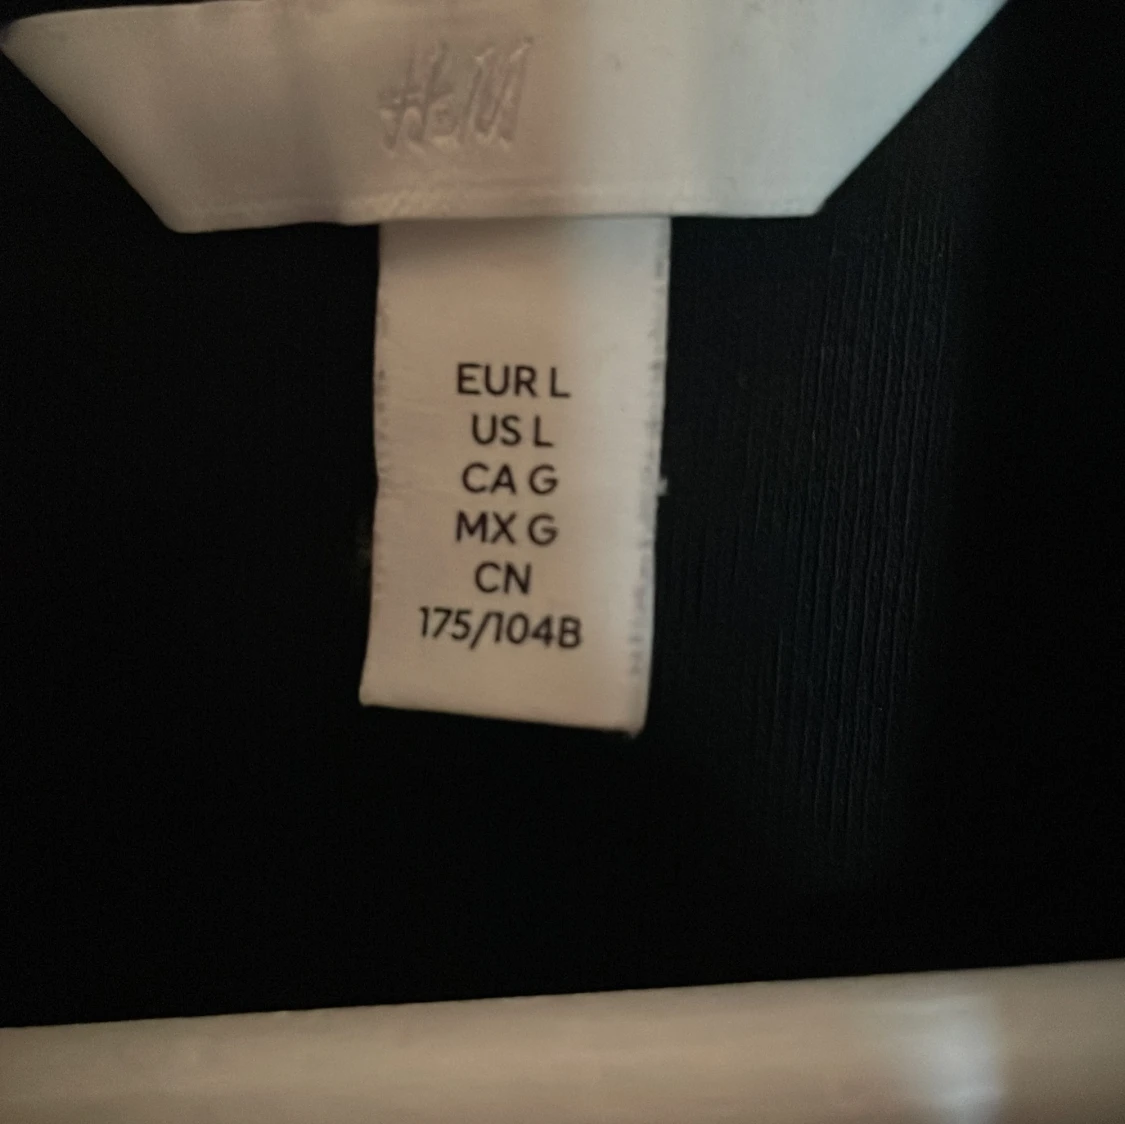 H&M
EUR L
US L
CA G
MX G
CN
175/104B